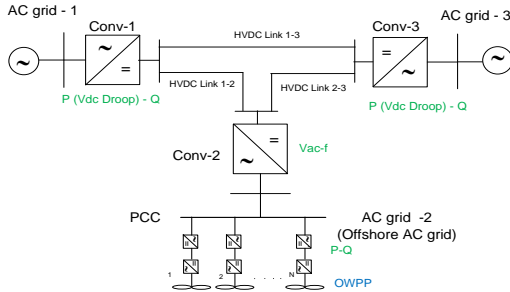 AC grid - 1
Conv-1
HVDC Link 1-3
Conv-3
AC grid - 3
HVDC Link 1-2
HVDC Link 2-3
P (Vdc Droop) - Q
P (Vdc Droop) - Q
Conv-2
Vac-f
PCC
AC grid -2
(Offshore AC grid)
P-Q
1
2
. . . .
N
OWPP